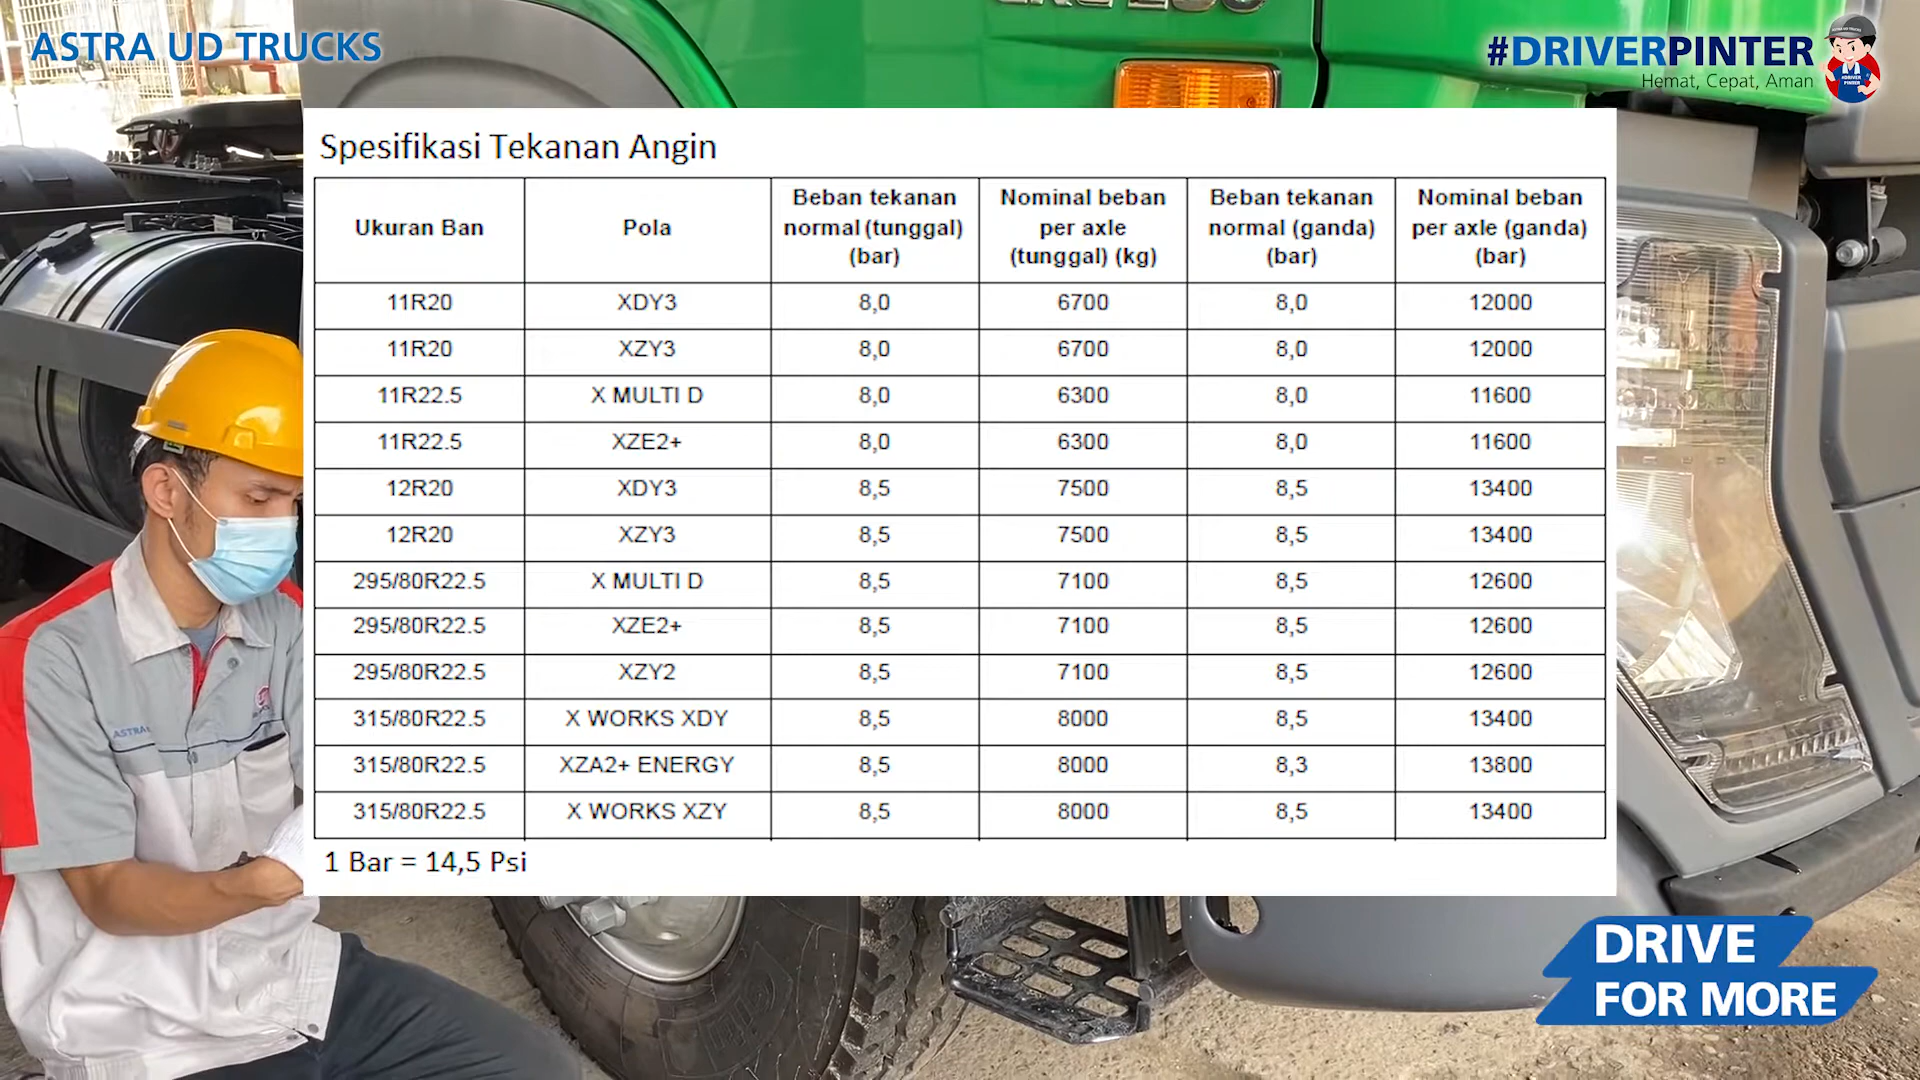 ASTRA UD TRUCKS
#DRIVERPINTER
Hemat, Cepat, Aman
Spesifikasi Tekanan Angin
Ukuran Ban Pola Beban tekanan normal (tunggal) (bar) Nominal beban per axle (tunggal) (kg) Beban tekanan normal (ganda) (bar) Nominal beban per axle (ganda) (bar)
11R20 XDY3 8,0 6700 8,0 12000
11R20 XZY3 8,0 6700 8,0 12000
11R22.5 X MULTI D 8,0 6300 8,0 11600
11R22.5 XZE2+ 8,0 6300 8,0 11600
12R20 XDY3 8,5 7500 8,5 13400
12R20 XZY3 8,5 7500 8,5 13400
295/80R22.5 X MULTI D 8,5 7100 8,5 12600
295/80R22.5 XZE2+ 8,5 7100 8,5 12600
295/80R22.5 XZY2 8,5 7100 8,5 12600
315/80R22.5 X WORKS XDY 8,5 8000 8,5 13400
315/80R22.5 XZA2+ ENERGY 8,5 8000 8,3 13800
315/80R22.5 X WORKS XZY 8,5 8000 8,5 13400
1 Bar = 14,5 Psi
ASTRA
DRIVE
FOR MORE